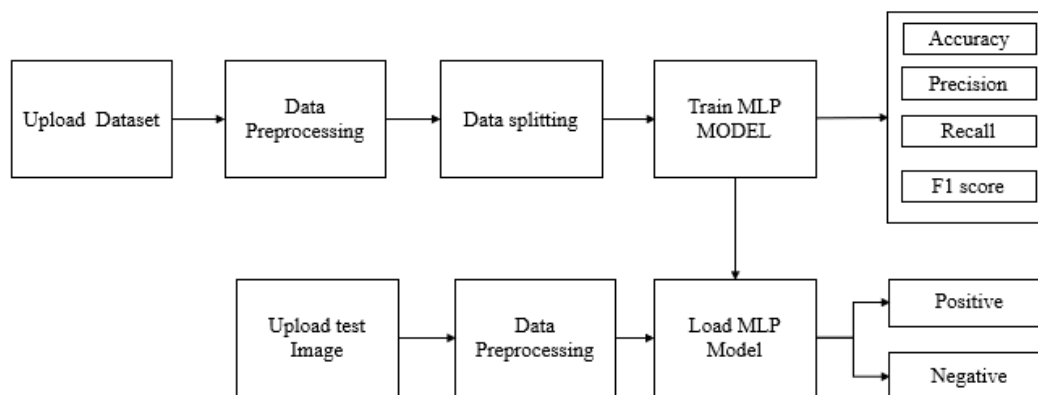 Upload Dataset
Data
Preprocessing
Data splitting
Train MLP
MODEL
Accuracy
Precision
Recall
F1 score
Upload test
Image
Data
Preprocessing
Load MLP
Model
Positive
Negative